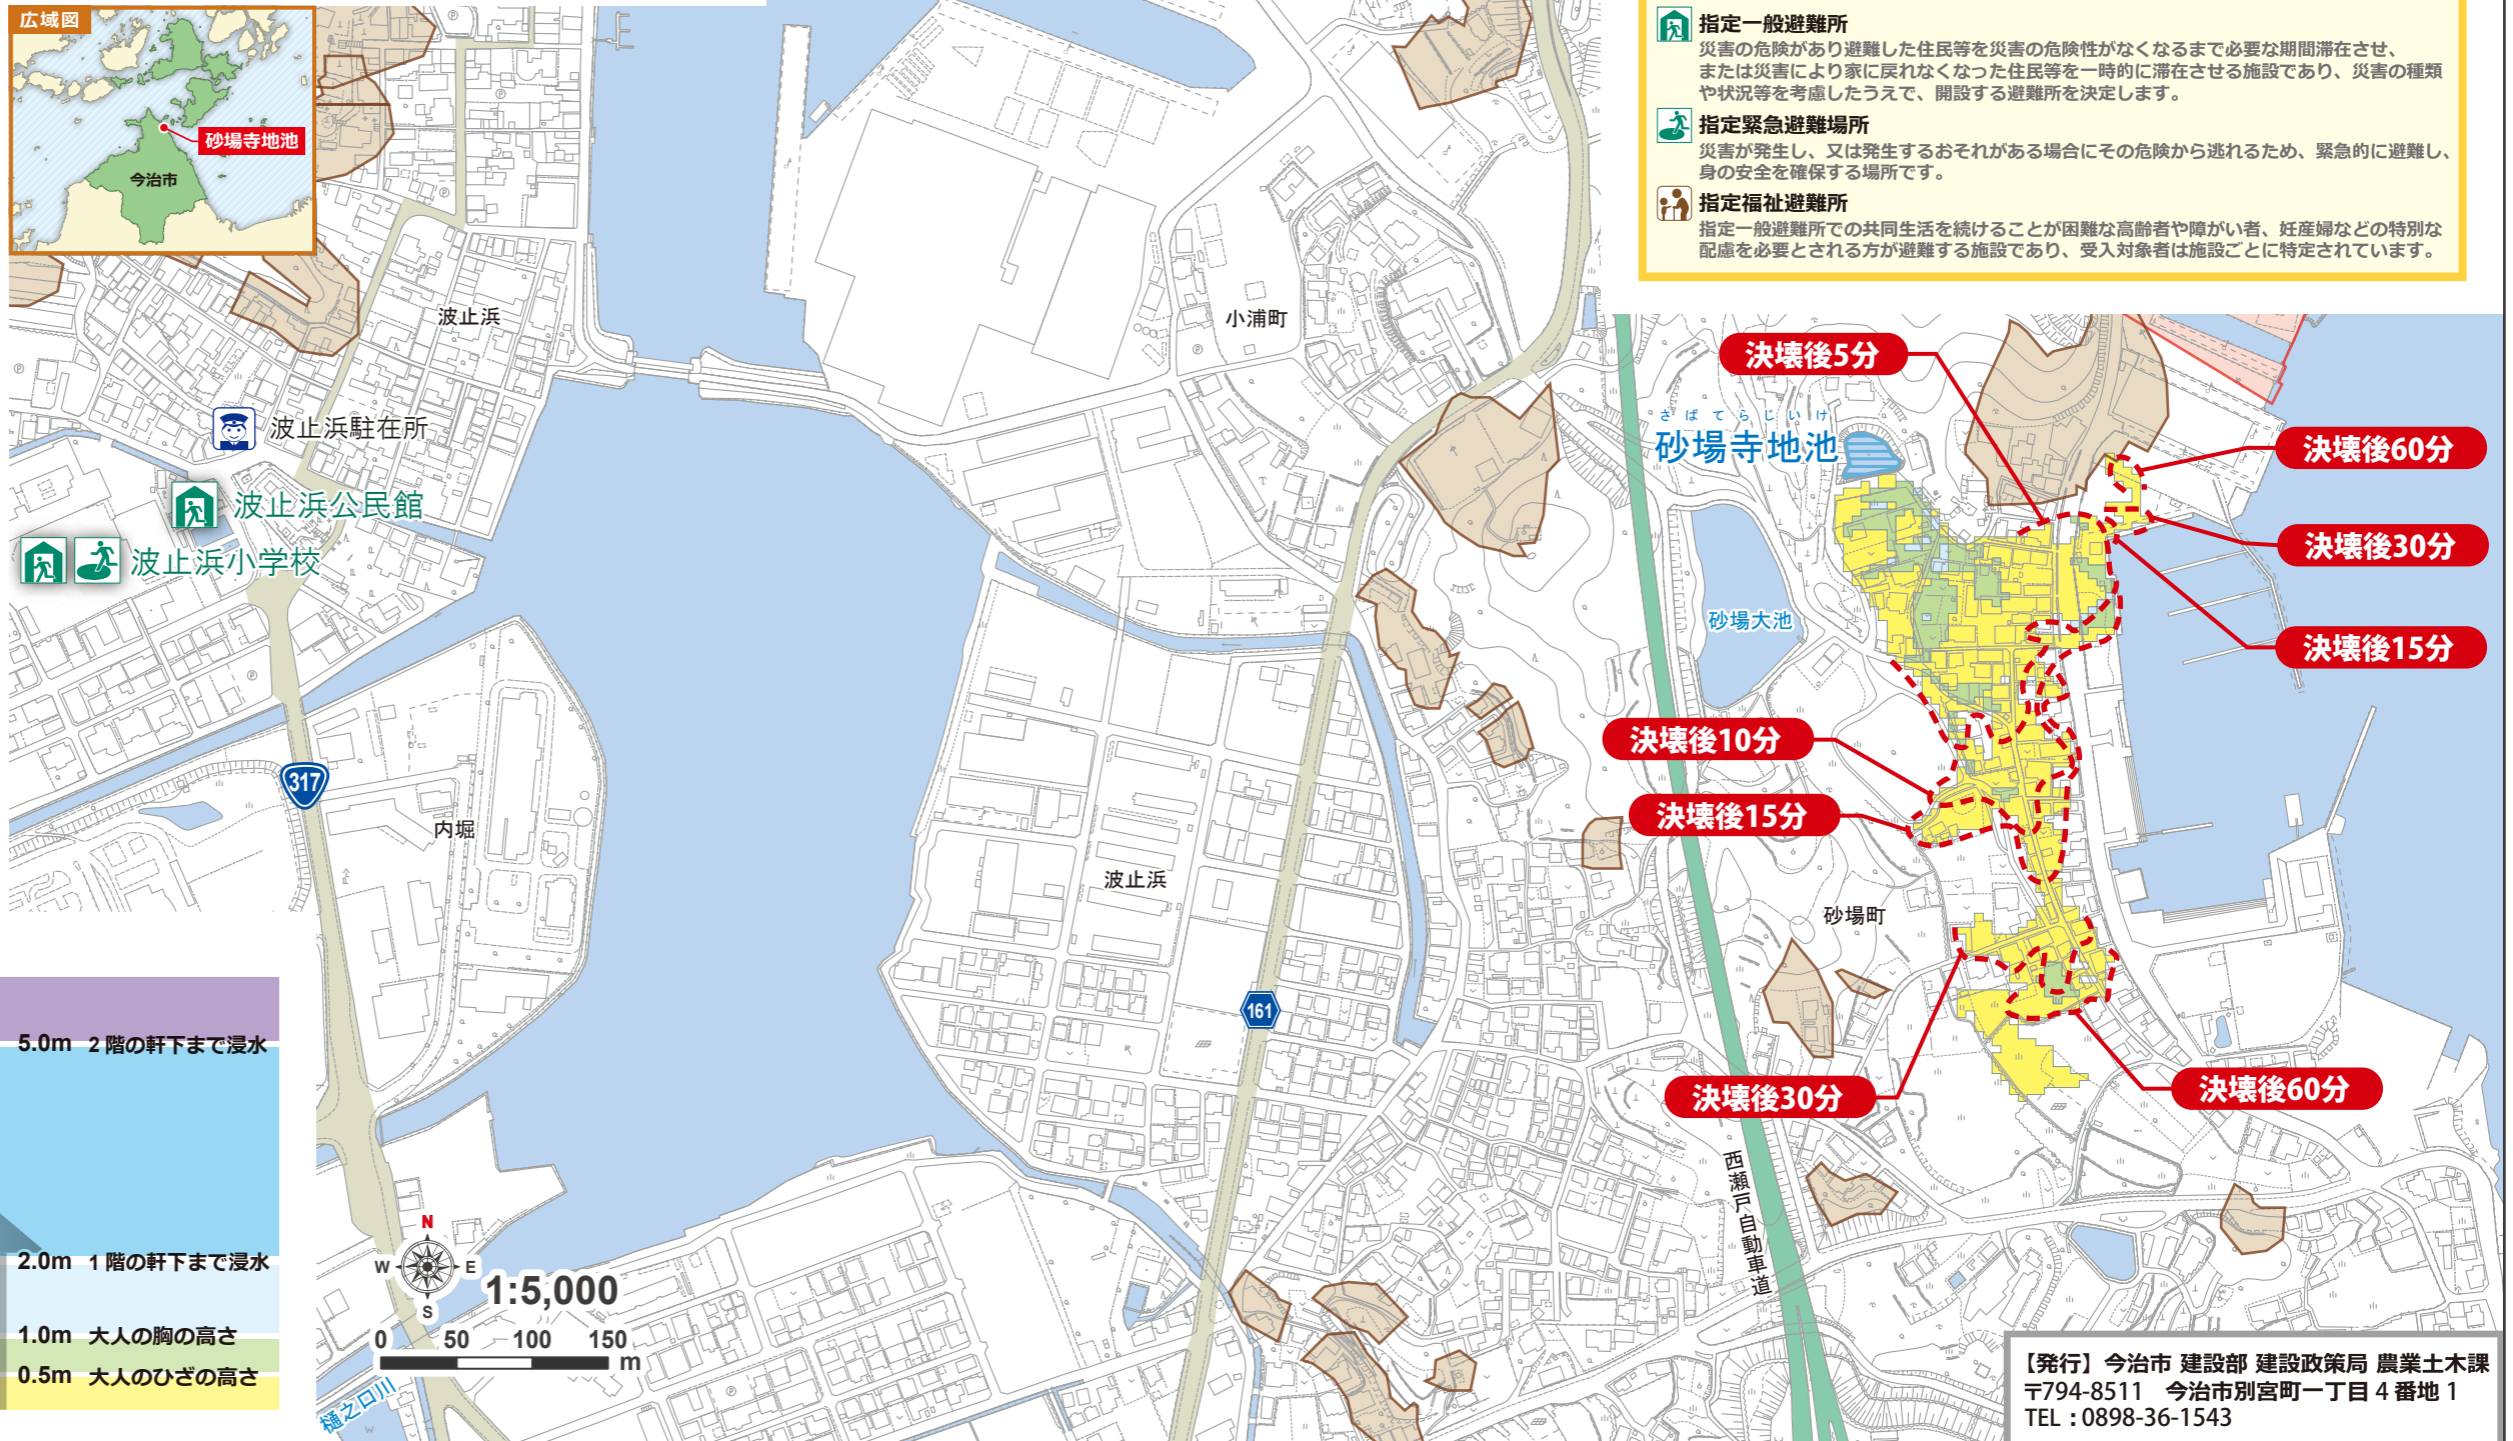 広域図
砂場寺地池
今治市
指定一般避難所
災害の危険があり避難した住民等を災害の危険性がなくなるまで必要な期間滞在させ、
または災害により家に戻れなくなった住民等を一時的に滞在させる施設であり、災害の種類
や状況等を考慮したうえで、開設する避難所を決定します。
指定緊急避難場所
災害が発生し、又は発生するおそれがある場合にその危険から逃れるため、緊急的に避難し、
身の安全を確保する場所です。
指定福祉避難所
指定一般避難所での共同生活を続けることが困難な高齢者や障がい者、妊産婦などの特別な
配慮を必要とされる方が避難する施設であり、受入対象者は施設ごとに特定されています。
波止浜
小浦町
決壊後5分
さばてらじいけ
砂場寺地池
波止浜駐在所
決壊後60分
波止浜公民館
決壊後30分
波止浜小学校
砂場大池
決壊後15分
決壊後10分
317
決壊後15分
内堀
波止浜
砂場町
161
5.0m 2階の軒下まで浸水
決壊後30分
決壊後60分
西瀬戸自動車道
2.0m 1階の軒下まで浸水
N
W
E
S
1:5,000
1.0m 大人の胸の高さ
0 50 100 150
m
0.5m 大人のひざの高さ
樋之口川
【発行】今治市 建設部 建設政策局 農業土木課
〒794-8511 今治市別宮町一丁目4番地1
TEL:0898-36-1543